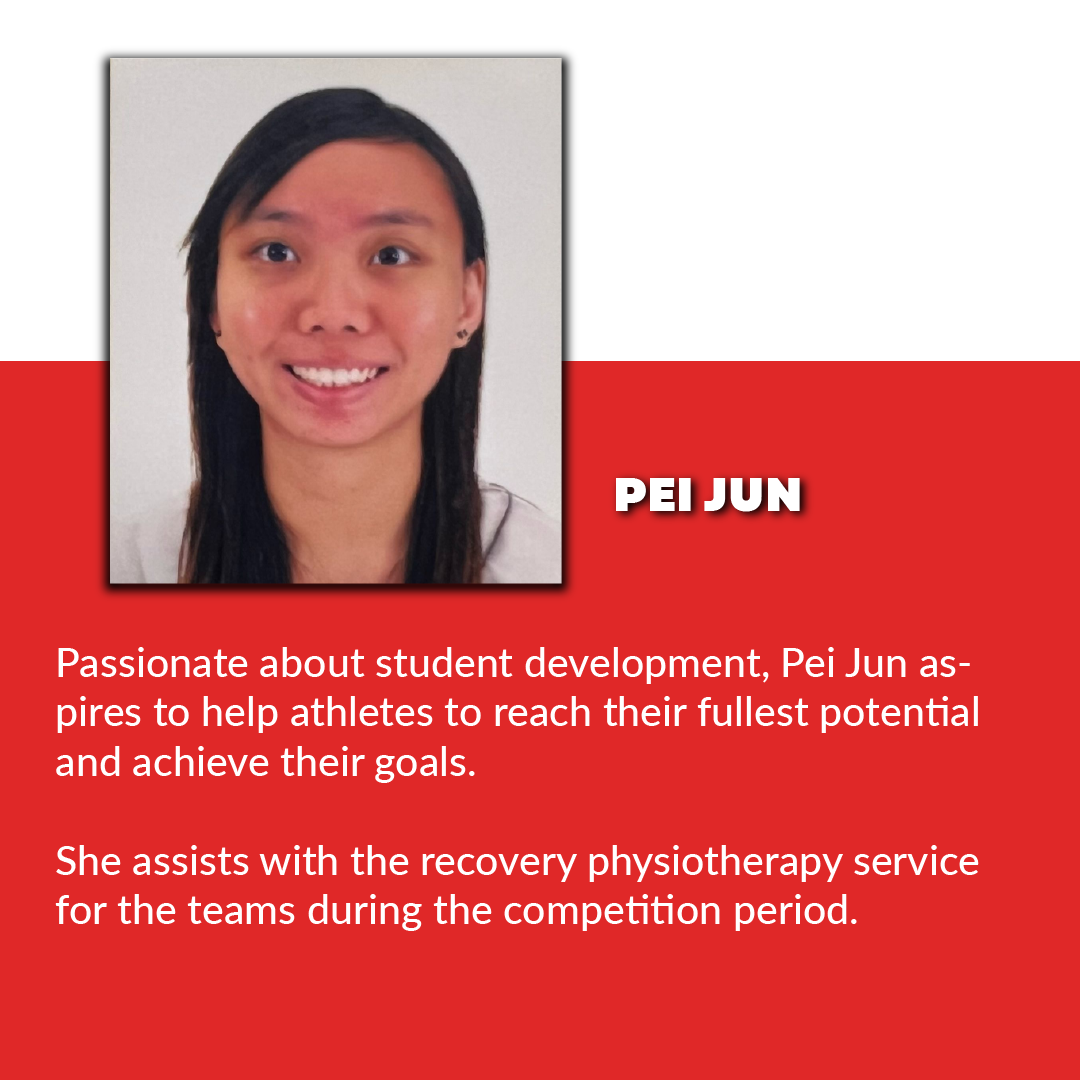 PEI JUN
Passionate about student development, Pei Jun as-
pires to help athletes to reach their fullest potential
and achieve their goals.
She assists with the recovery physiotherapy service
for the teams during the competition period.